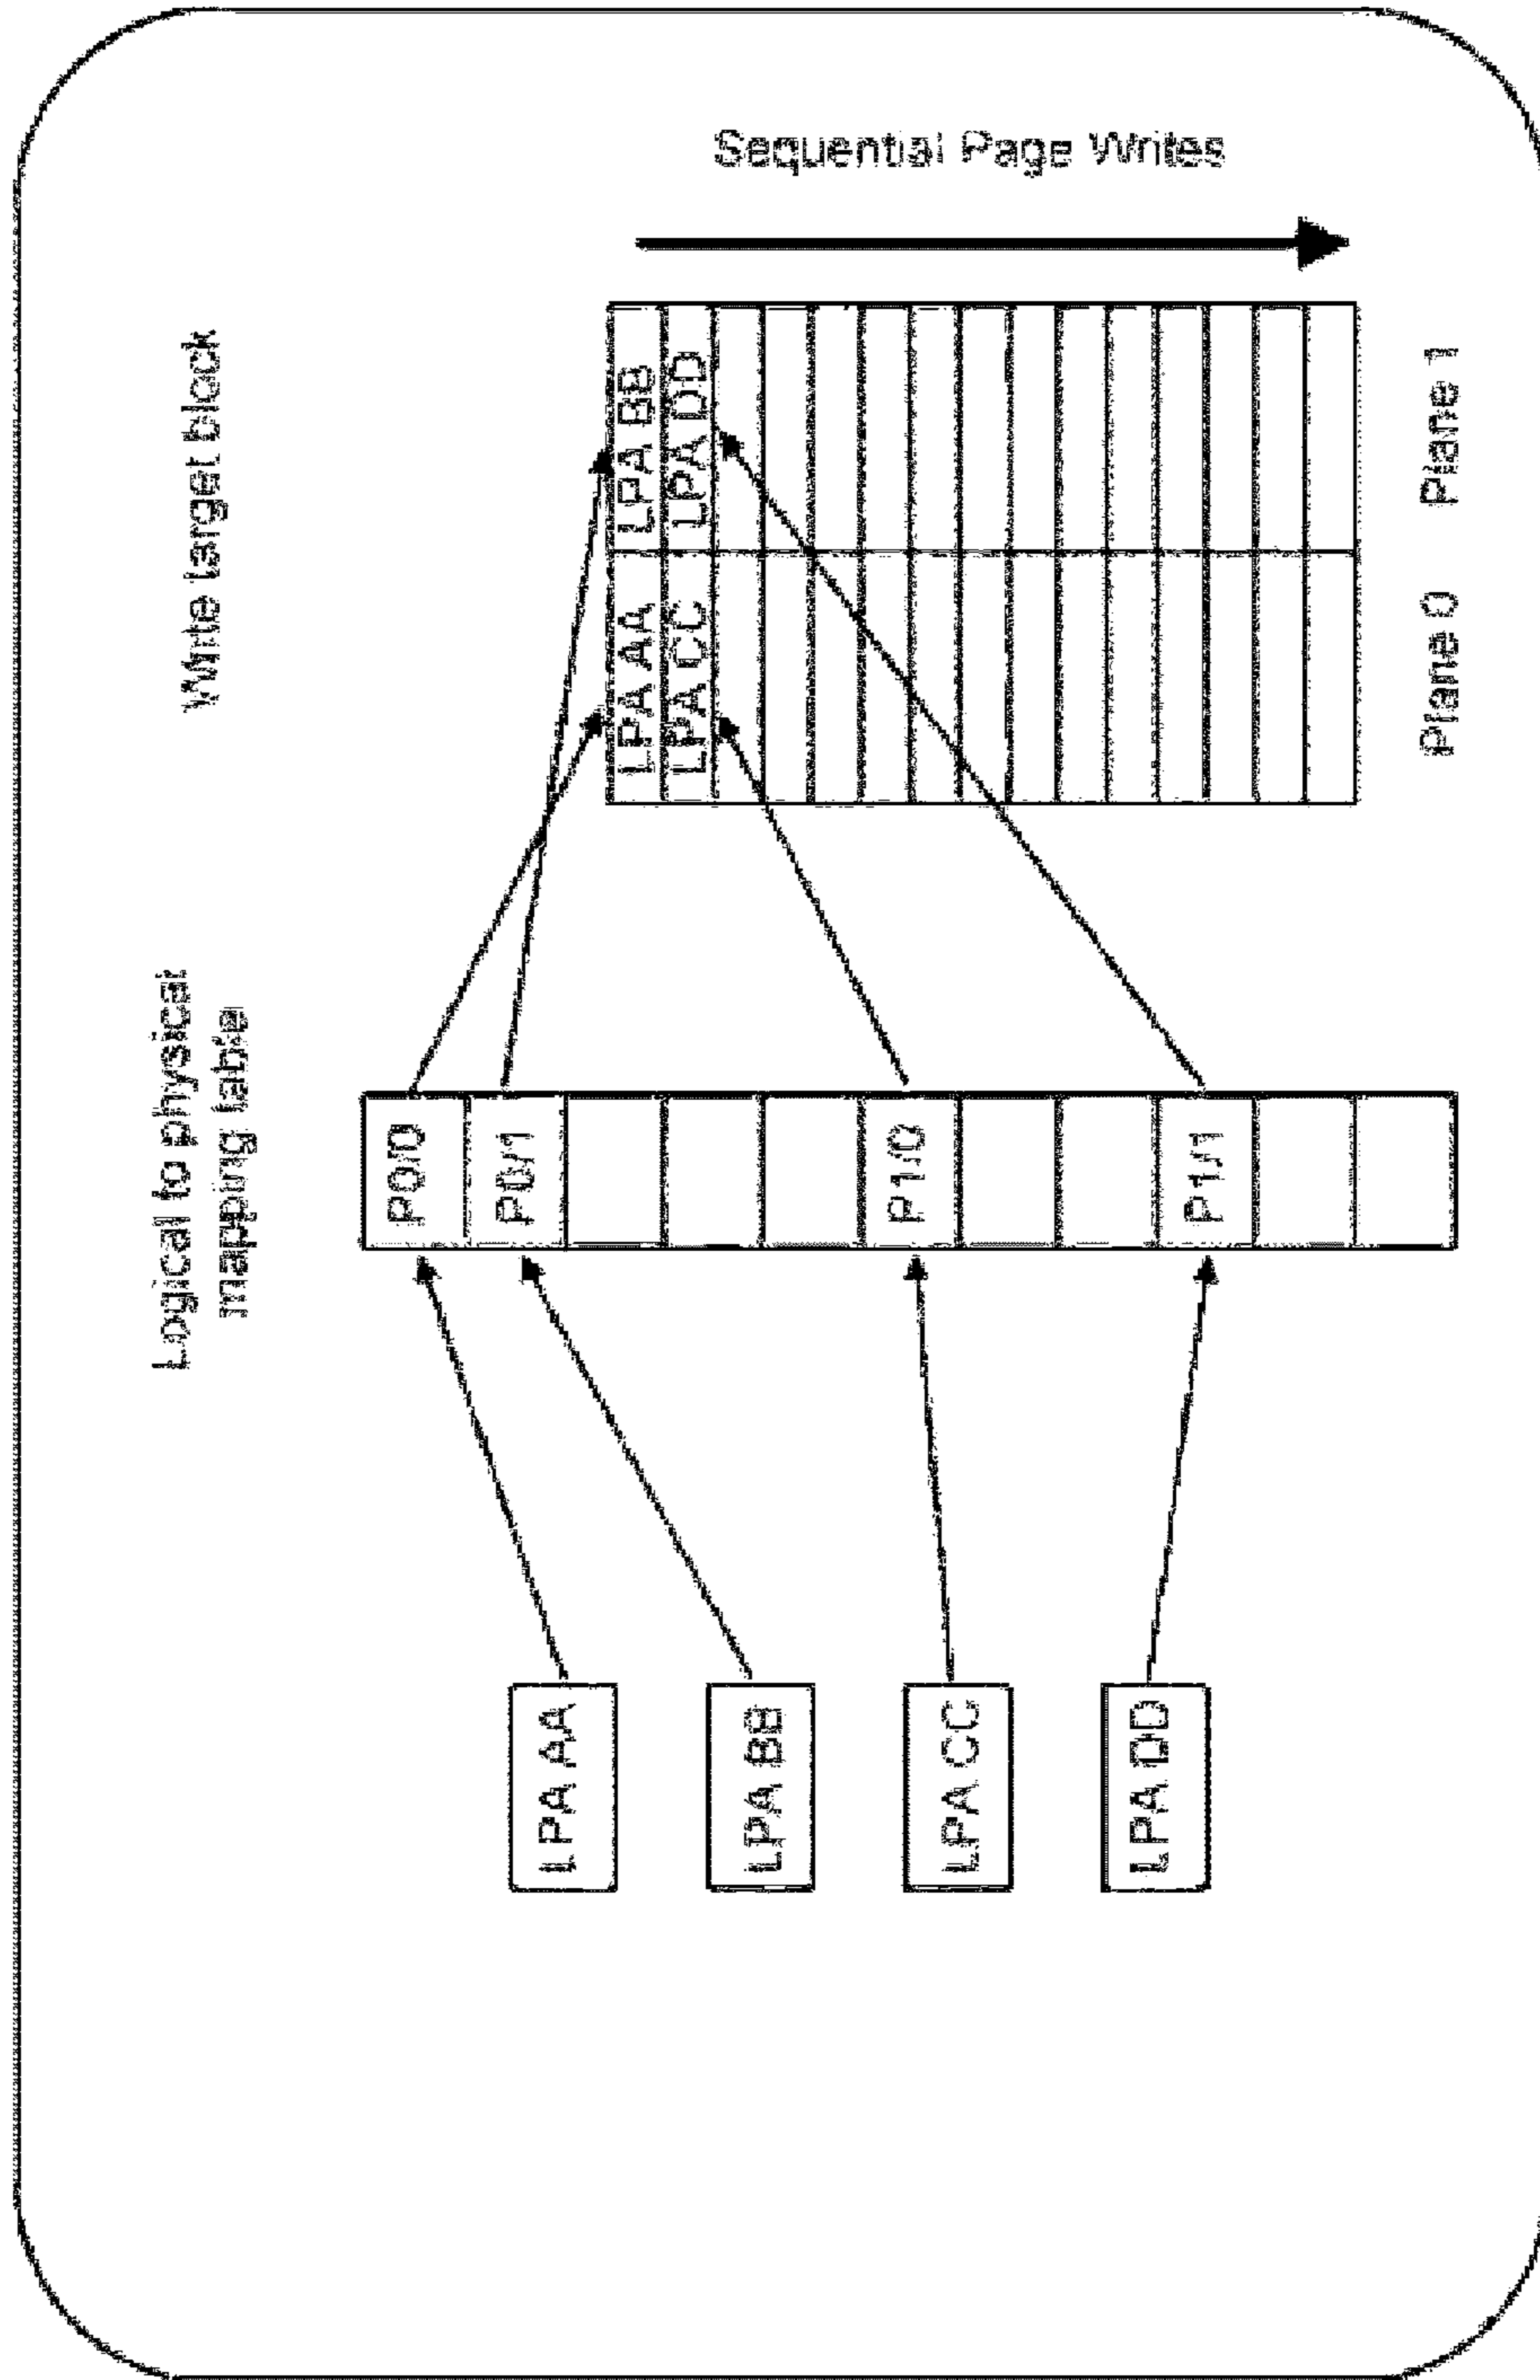 Logical to physical
mapping table
Write target block
LPA AA
LPA BB
LPA CC
LPA DD
P0/0
P0/1
P1/0
P1/1
LPA AA LPA BB
LPA CC LPA DD
Plane 0 Plane 1
Sequential Page Writes